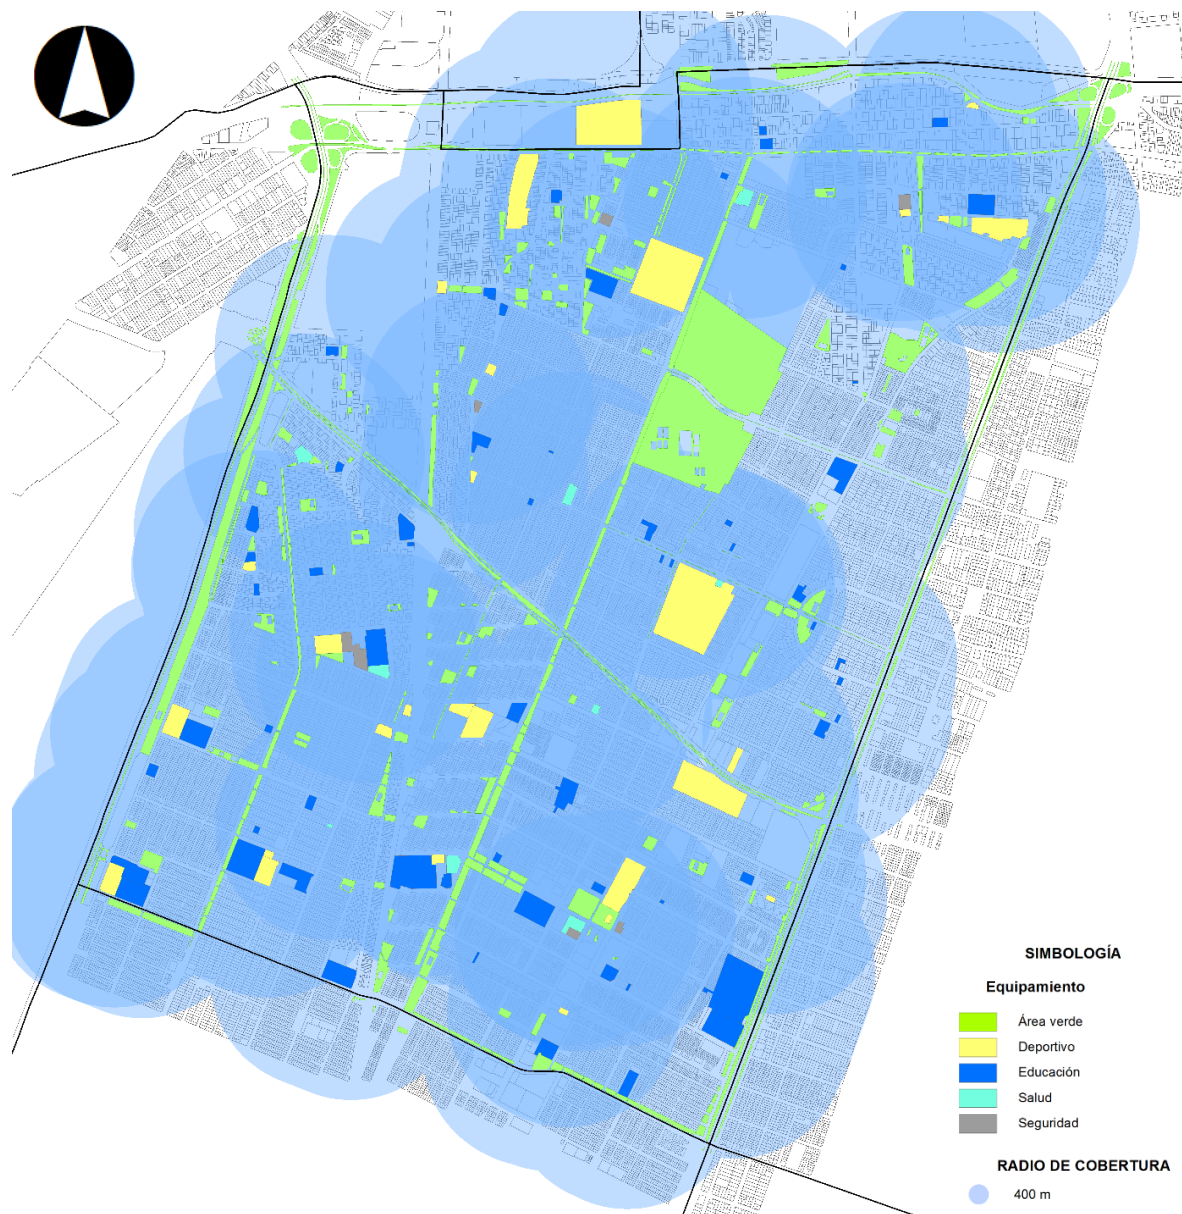 SIMBOLOGÍA
Equipamiento
Área verde
Deportivo
Educación
Salud
Seguridad
RADIO DE COBERTURA
400 m